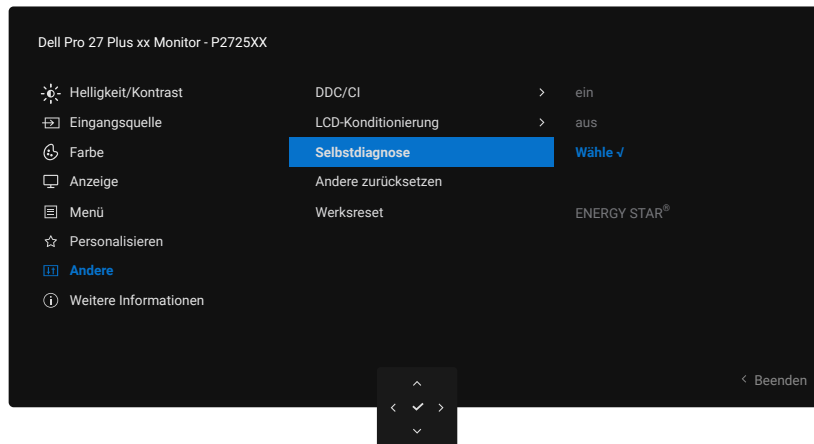 Dell Pro 27 Plus xx Monitor - P2725XX
Helligkeit/Kontrast DDC/CI > ein
Eingangsquelle LCD-Konditionierung > aus
Farbe Selbstdiagnose Wähle √
Anzeige Andere zurücksetzen
Menü Werksreset ENERGY STAR®
Personalisieren
Andere
Weitere Informationen
< Beenden